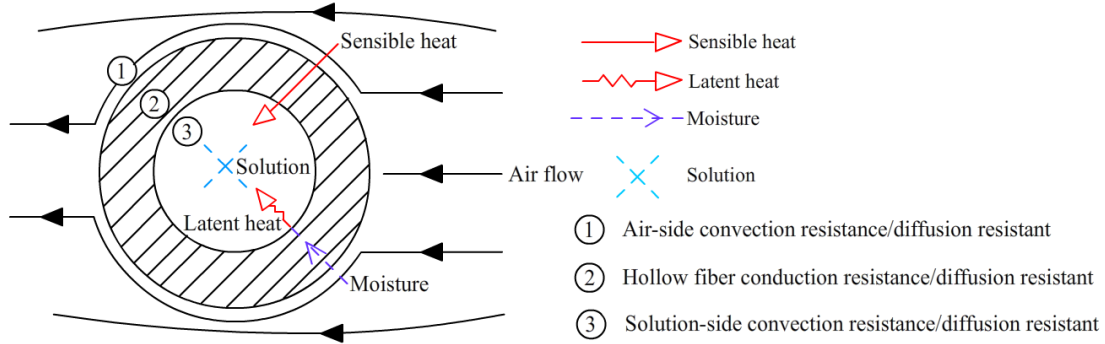 Sensible heat
1
2
3
Solution
Air flow
Latent heat
Moisture
Sensible heat
Latent heat
Moisture
Solution
1 Air-side convection resistance/diffusion resistant
2 Hollow fiber conduction resistance/diffusion resistant
3 Solution-side convection resistance/diffusion resistant